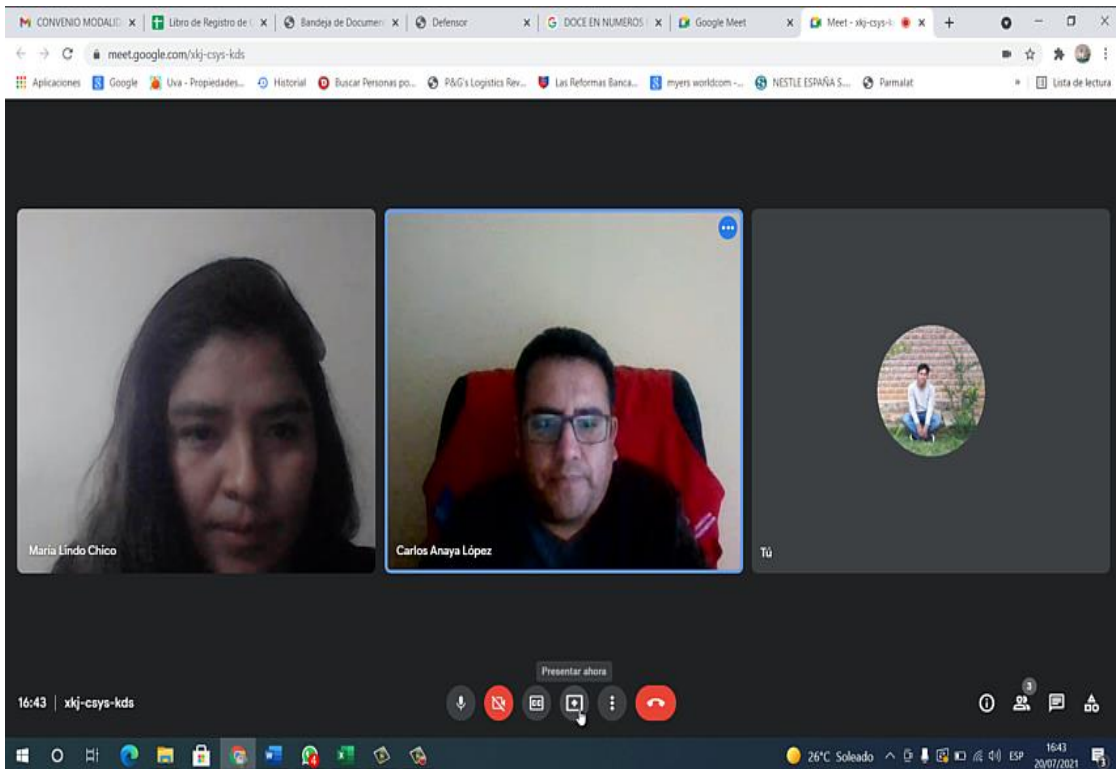 CONVENIO MODALID
Libro de Registro de
Bandeja de Documen
Defensor
DOCE EN NUMEROS
Google Meet
Meet - xkj-csys-k
meet.google.com/xkj-csys-kds
Aplicaciones
Google
Uva - Propiedades...
Historial
Buscar Personas po...
P&G's Logistics Rev...
Las Reformas Banca...
myers worldcom -...
NESTLE ESPAÑA S....
Parmalat
Lista de lectura
Maria Lindo Chico
Carlos Anaya López
Tú
Presentar ahora
16:43 | xkj-csys-kds
3
26°C Soleado
ESP
16:43
20/07/2021